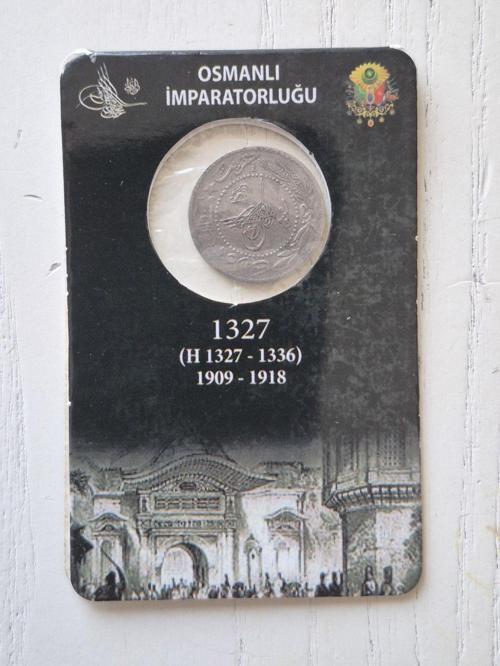 OSMANLI
İMPARATORLUĞU
1327
(H 1327 - 1336)
1909 - 1918